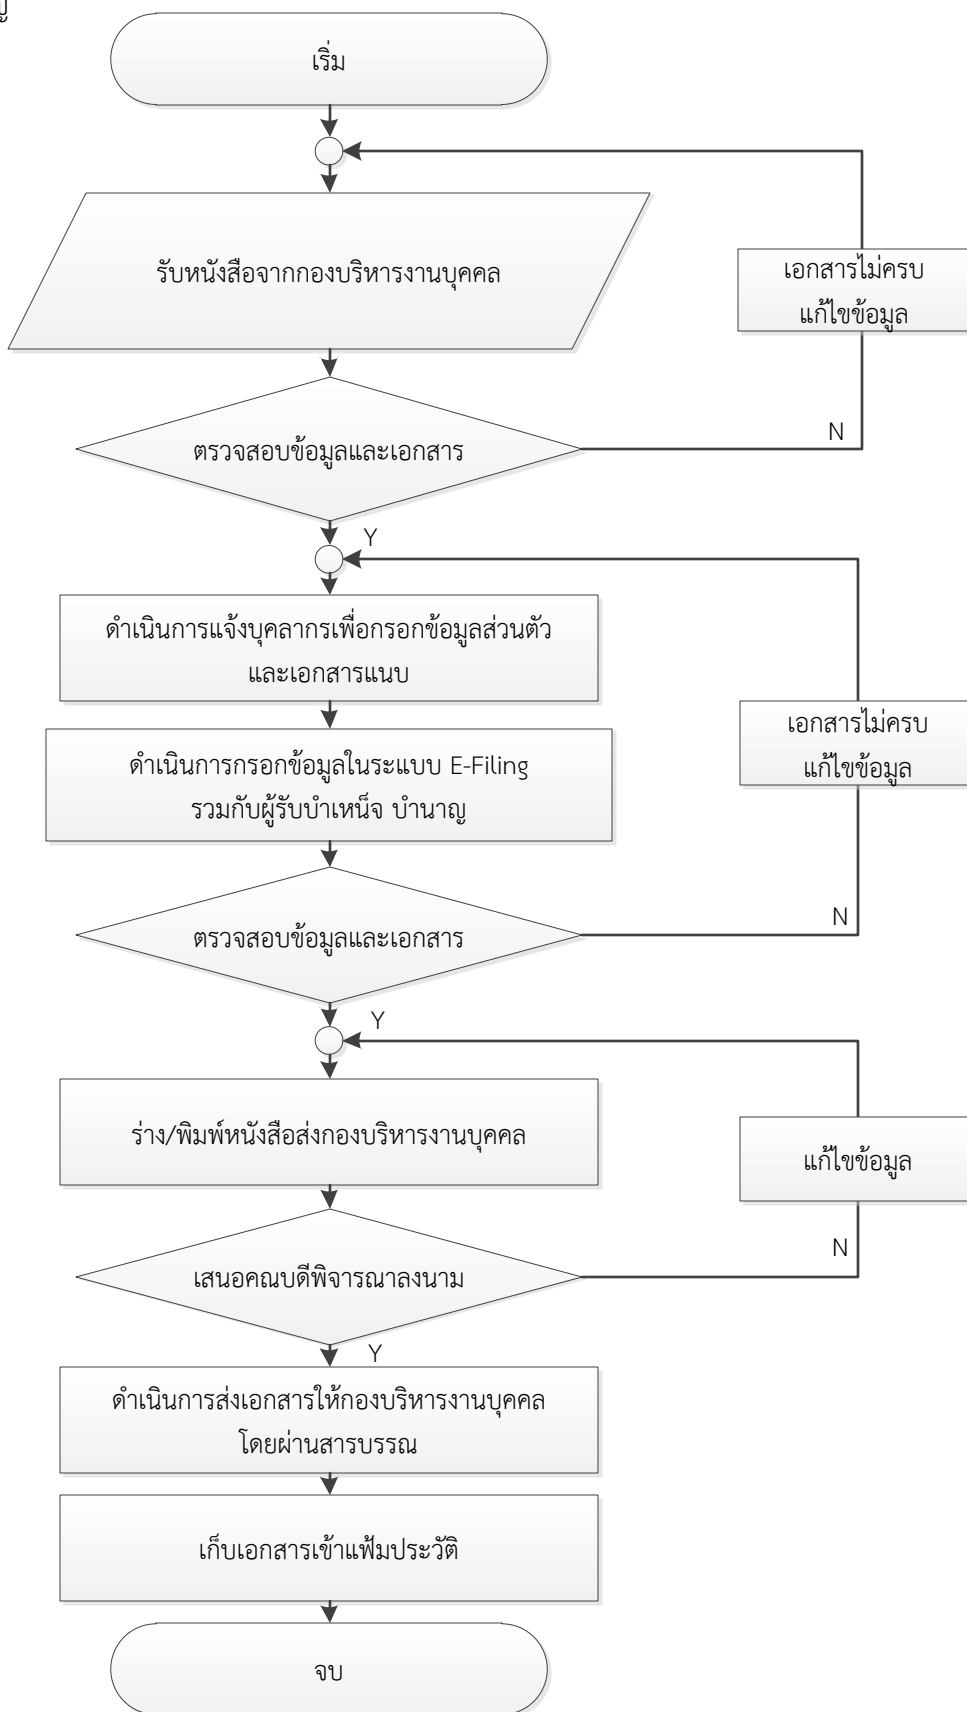 เริ่ม
รับหนังสือจากกองบริหารงานบุคคล
เอกสารไม่ครบ
แก้ไขข้อมูล
N
ตรวจสอบข้อมูลและเอกสาร
Y
ดำเนินการแจ้งบุคลากรเพื่อกรอกข้อมูลส่วนตัว
และเอกสารแนบ
เอกสารไม่ครบ
แก้ไขข้อมูล
ดำเนินการกรอกข้อมูลในระแบบ E-Filing
รวมกับผู้รับบำเหน็จ บำนาญ
N
ตรวจสอบข้อมูลและเอกสาร
Y
ร่าง/พิมพ์หนังสือส่งกองบริหารงานบุคคล
แก้ไขข้อมูล
N
เสนอคณบดีพิจารณาลงนาม
Y
ดำเนินการส่งเอกสารให้กองบริหารงานบุคคล
โดยผ่านสารบรรณ
เก็บเอกสารเข้าแฟ้มประวัติ
จบ